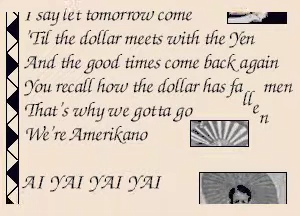 I say let tomorrow come
'Til the dollar meets with the Yen
And the good times come back again
You recall how the dollar has fallen men
That's why we gotta go
We're Amerikano
AI YAI YAI YAI